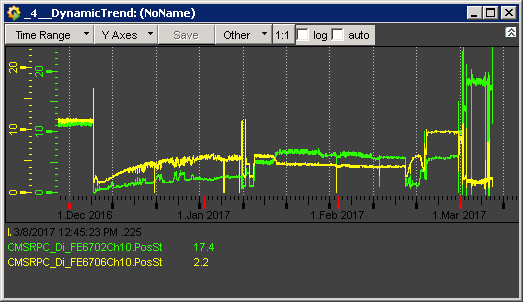 _4__DynamicTrend: (NoName)
Time Range Y Axes Save Other 1:1 log auto
20 20
10 10
0 0
1.Dec 2016 1.Jan 2017 1.Feb 2017 1.Mar 2017
3/8/2017 12:45:23 PM .225
CMSRPC_Di_FE6702Ch10.PosSt 17.4
CMSRPC_Di_FE6706Ch10.PosSt 2.2